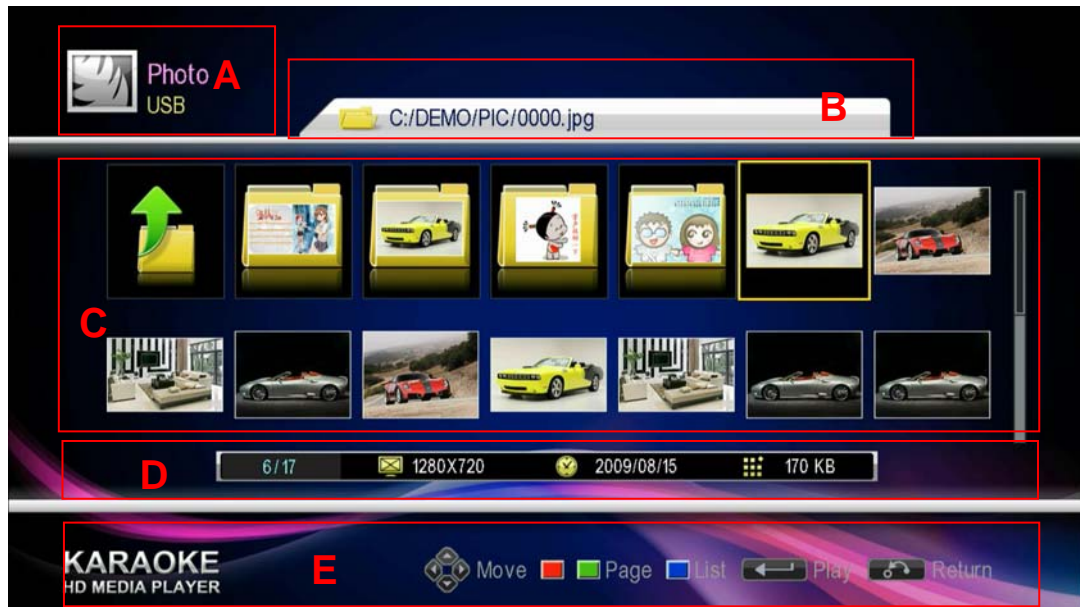 Photo A
USB
B
C:/DEMO/PIC/0000.jpg
C
D
6/17 1280X720 2009/08/15 170 KB
KARAOKE
HD MEDIA PLAYER
E
Move Page List Play Return